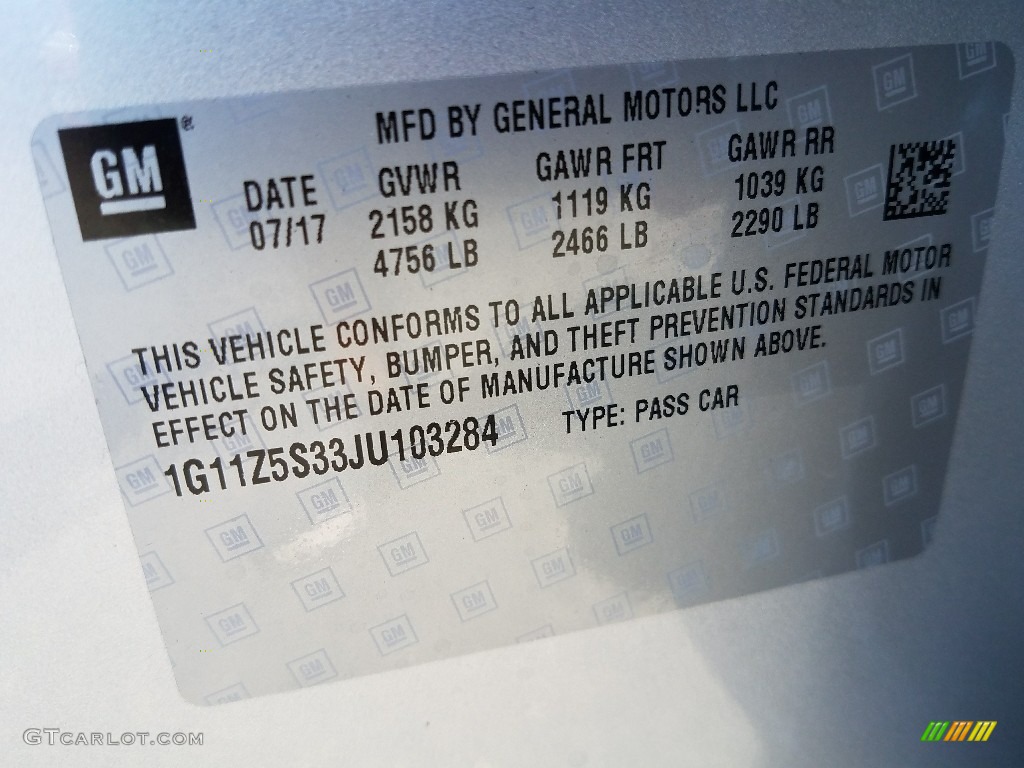 MFD BY GENERAL MOTORS LLC
GM ®
DATE GVWR GAWR FRT GAWR RR
07/17 2158 KG 1119 KG 1039 KG
4756 LB 2466 LB 2290 LB
THIS VEHICLE CONFORMS TO ALL APPLICABLE U.S. FEDERAL MOTOR
VEHICLE SAFETY, BUMPER, AND THEFT PREVENTION STANDARDS IN
EFFECT ON THE DATE OF MANUFACTURE SHOWN ABOVE.
1G11Z5S33JU103284 TYPE: PASS CAR
GTCARLOT.COM